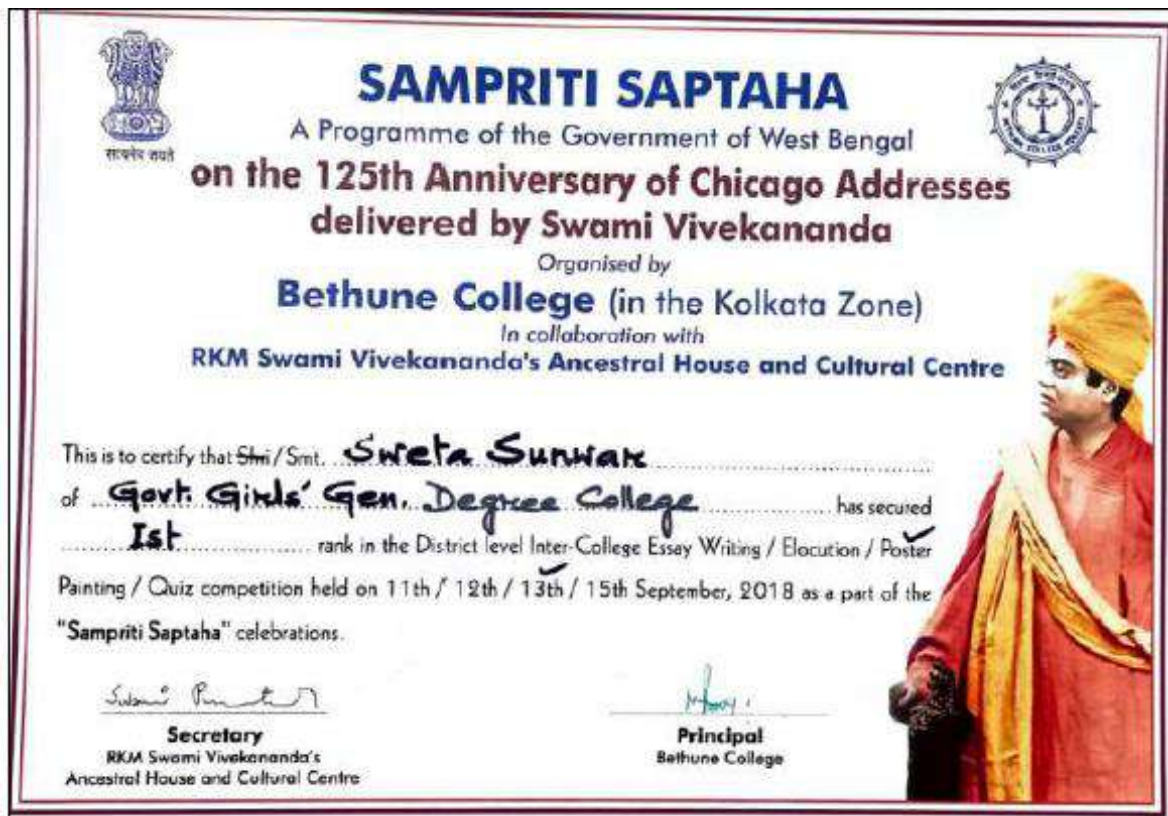 सत्यमेव जयते
SAMPRITI SAPTAHA
A Programme of the Government of West Bengal
on the 125th Anniversary of Chicago Addresses
delivered by Swami Vivekananda
Organised by
Bethune College (in the Kolkata Zone)
In collaboration with
RKM Swami Vivekananda's Ancestral House and Cultural Centre
This is to certify that Shri / Smt. Sweta Sunwar
of Govt. Girls' Gen. Degree College has secured
Ist rank in the District level Inter-College Essay Writing / Elocution / Poster
Painting / Quiz competition held on 11th / 12th / 13th / 15th September, 2018 as a part of the
"Sampriti Saptaha" celebrations.
Secretary
RKM Swami Vivekananda's
Ancestral House and Cultural Centre
Principal
Bethune College